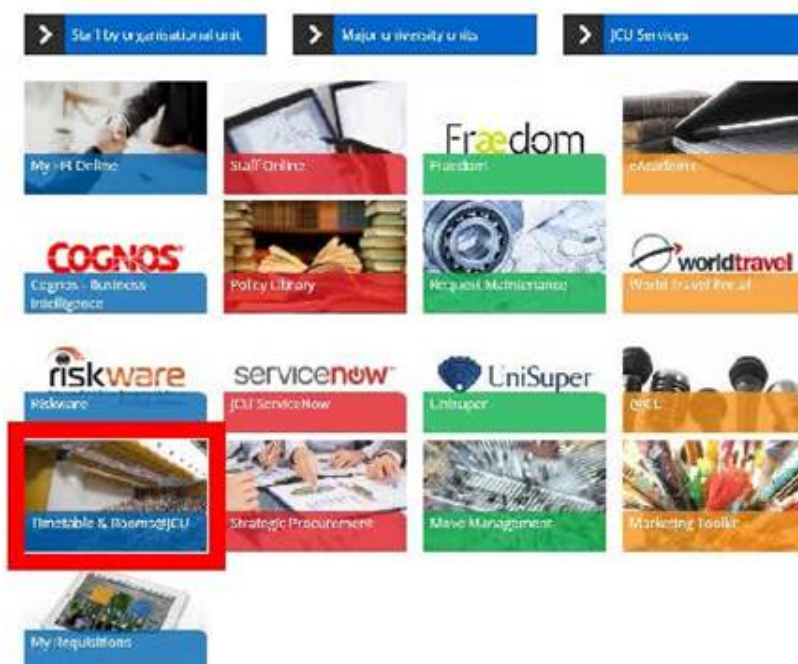 Staff by organisational unit
Major university units
JCU Services
My HR Online
Staff Online
Fraedom
Fraedom
eAcademic
COGNOS
Cognos - Business
Intelligence
Policy Library
Request Maintenance
worldtravel
World Travel Portal
riskware
Riskware
servicenow
JCU ServiceNow
UniSuper
Unisuper
@JCU
Timetable & Rooms@JCU
Strategic Procurement
Move Management
Marketing Toolkit
My Requisitions